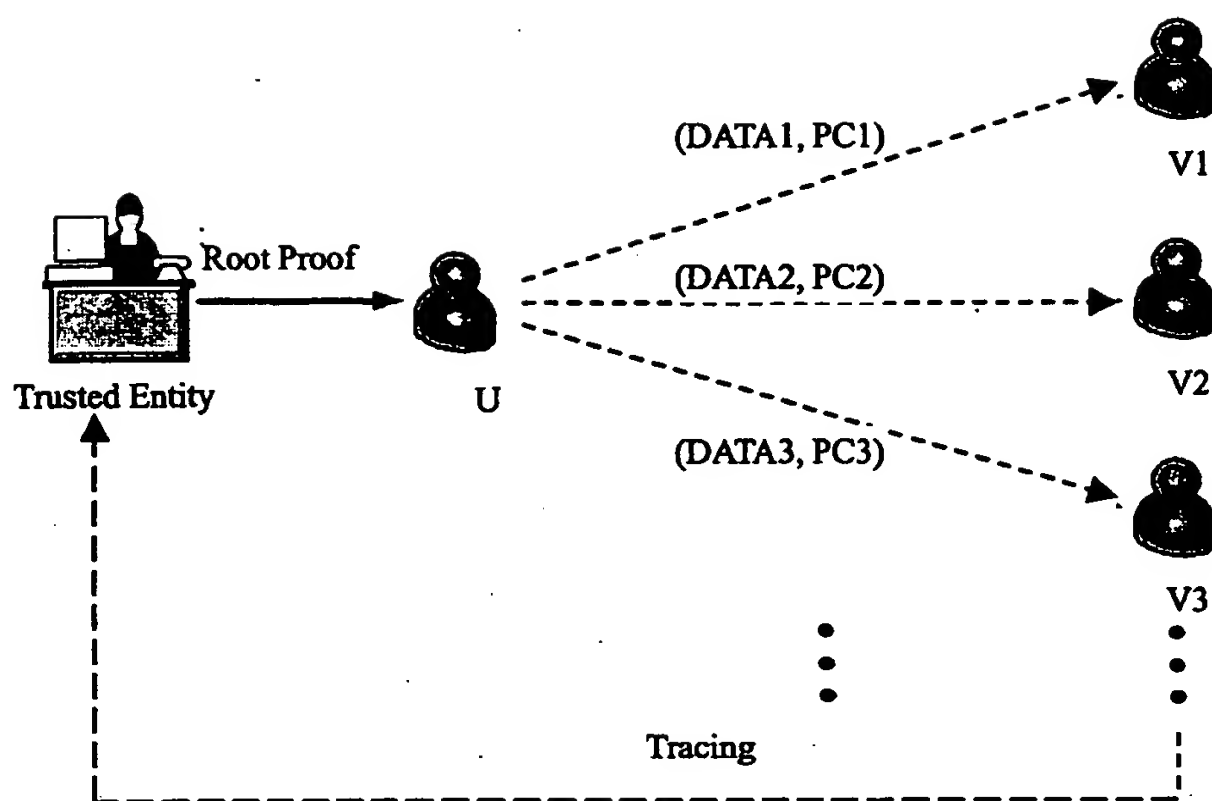 (DATA1, PC1)
V1
Root Proof
(DATA2, PC2)
V2
Trusted Entity
U
(DATA3, PC3)
V3
Tracing